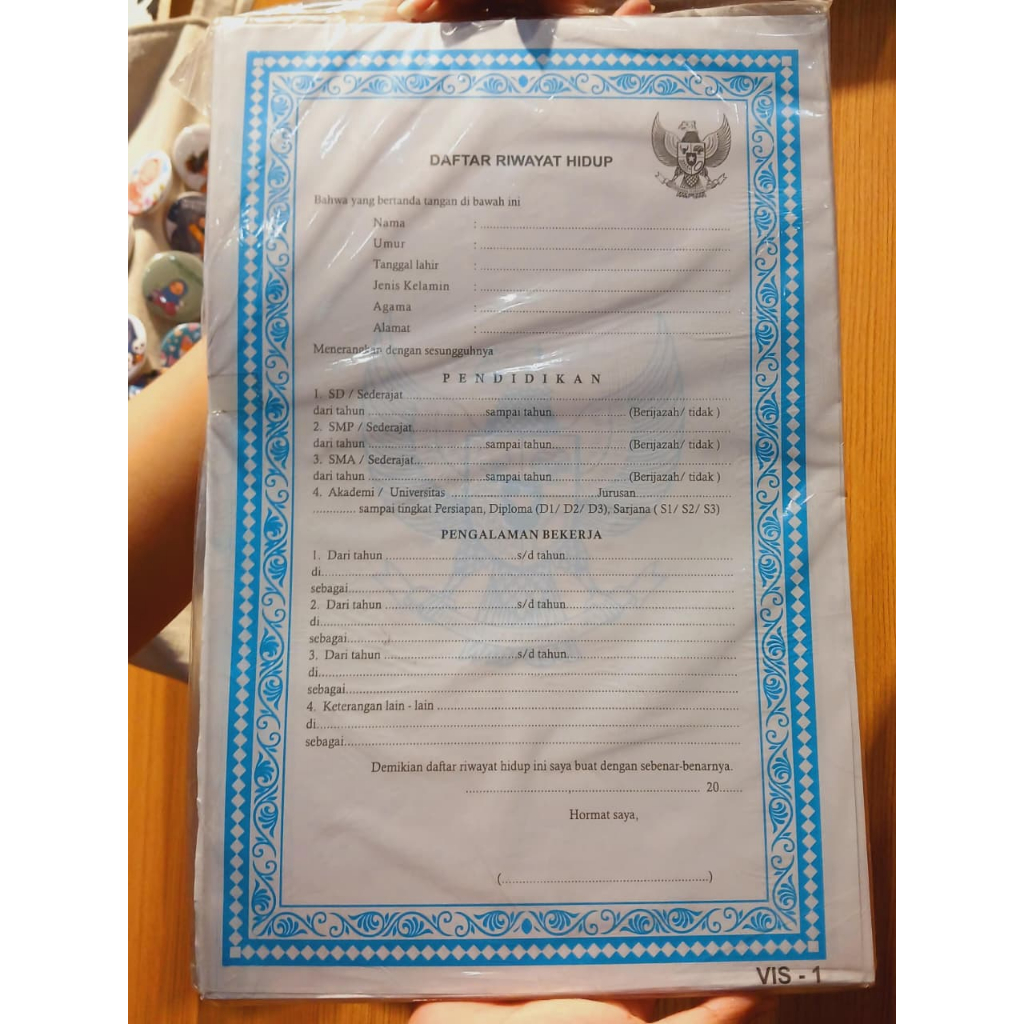 DAFTAR RIWAYAT HIDUP
Bahwa yang bertanda tangan di bawah ini
Nama : ..................................................
Umur : ..................................................
Tanggal lahir : ..................................................
Jenis Kelamin : ..................................................
Agama : ..................................................
Alamat : ..................................................
Menerangkan dengan sesungguhnya
PENDIDIKAN
1. SD / Sederajat..................................................
dari tahun ..............................sampai tahun....................(Berijazah/ tidak )
2. SMP / Sederajat..................................................
dari tahun ..............................sampai tahun....................(Berijazah/ tidak )
3. SMA / Sederajat..................................................
dari tahun ..............................sampai tahun....................(Berijazah/ tidak )
4. Akademi / Universitas ..............................Jurusan....................
............ sampai tingkat Persiapan, Diploma (D1/ D2/ D3), Sarjana ( S1/ S2/ S3)
PENGALAMAN BEKERJA
1. Dari tahun ..............................s/d tahun..............................
di..................................................
sebagai..................................................
2. Dari tahun ..............................s/d tahun..............................
di..................................................
sebagai..................................................
3. Dari tahun ..............................s/d tahun..............................
di..................................................
sebagai..................................................
4. Keterangan lain - lain ..................................................
di..................................................
sebagai..................................................
Demikian daftar riwayat hidup ini saya buat dengan sebenar-benarnya.
..............................,.............................. 20......
Hormat saya,
(..................................................)
VIS - 1